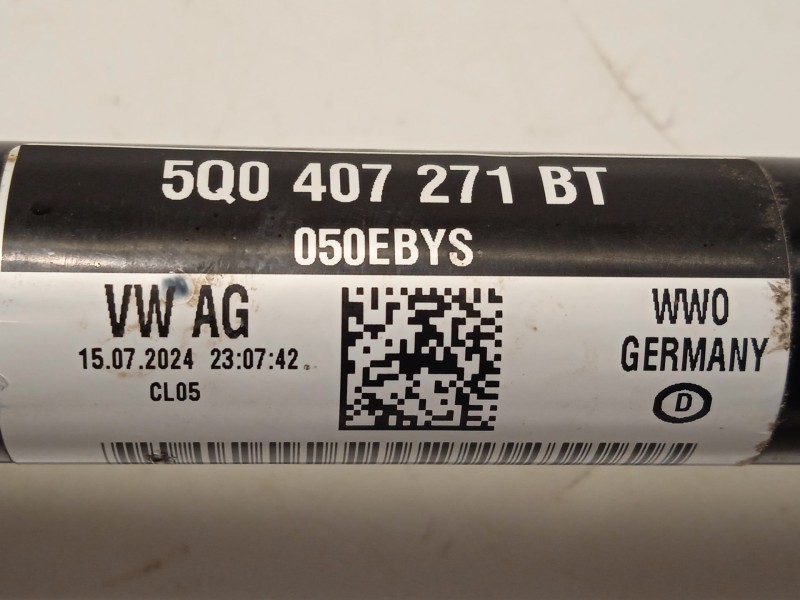 5Q0 407 271 BT
050EBYS
VW AG
15.07.2024 23:07:42
CL05
WWO
GERMANY
D